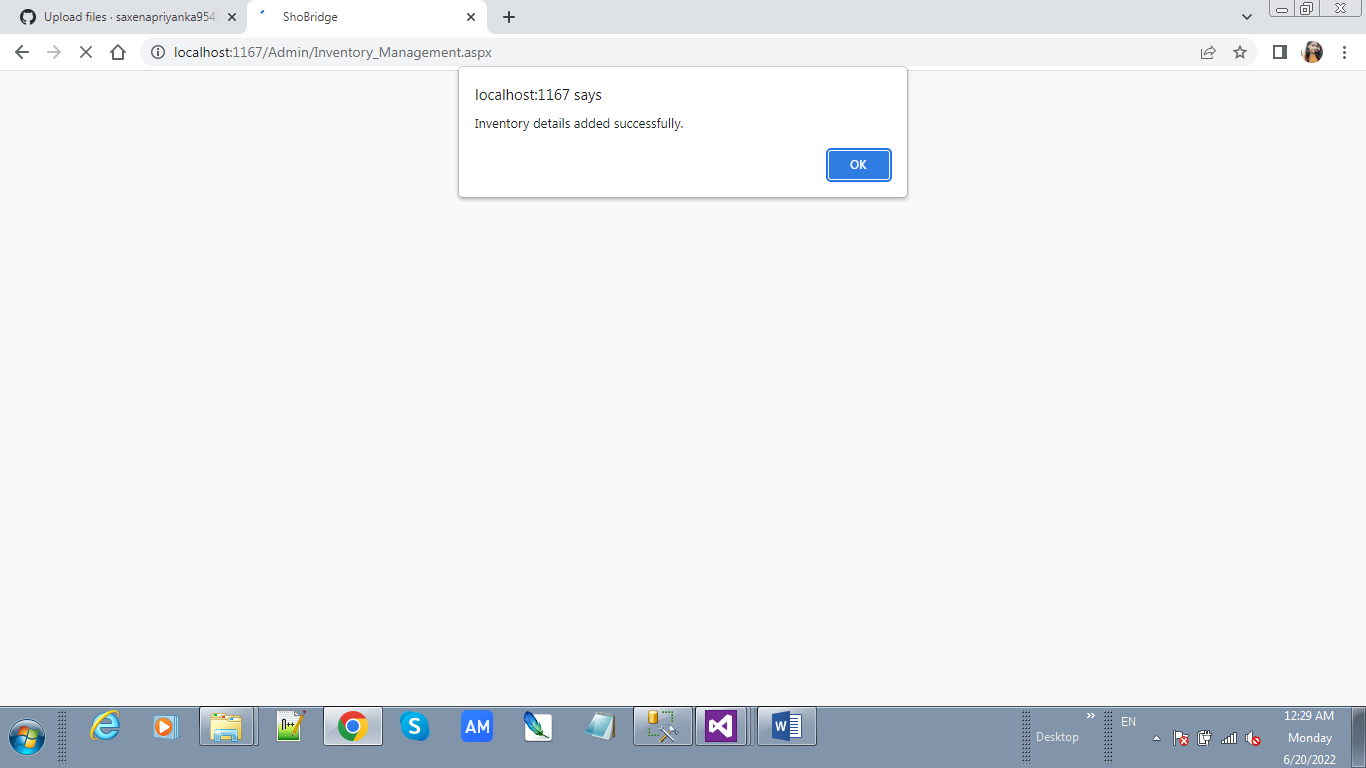 Upload files · saxenapriyanka954
ShoBridge
localhost:1167/Admin/Inventory_Management.aspx
localhost:1167 says
Inventory details added successfully.
OK
AM
Desktop
EN
12:29 AM
Monday
6/20/2022